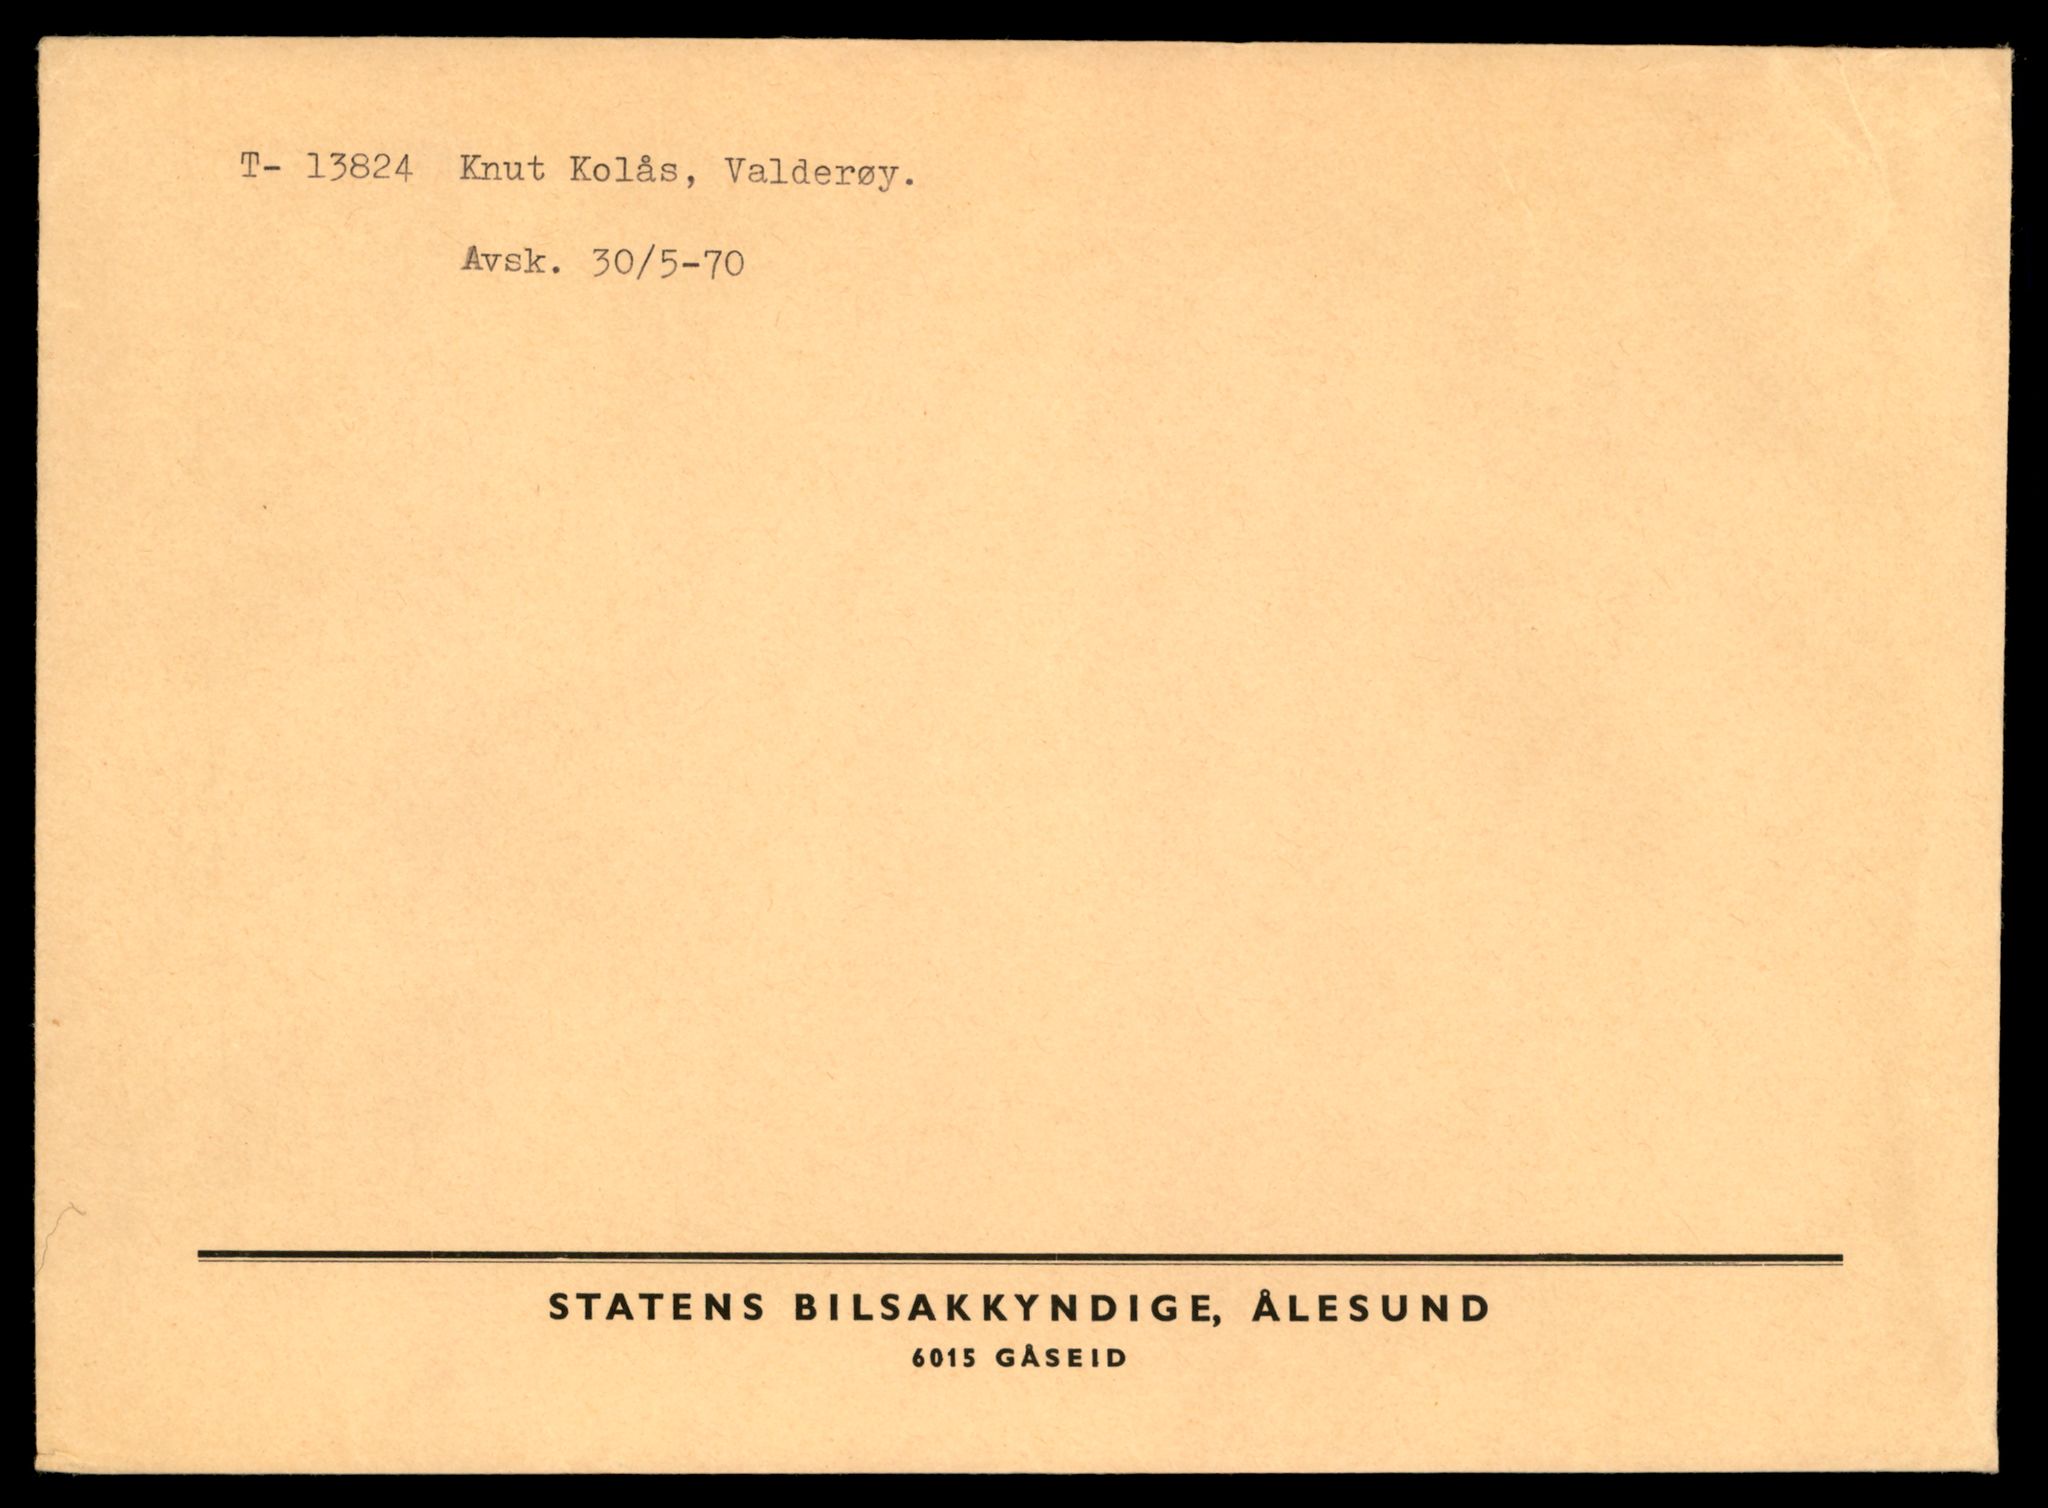 T- 13824 Knut Kolås, Valderøy.
Avsk. 30/5-70
STATENS BILSAKKYNDIGE, ÅLESUND
6015 GÅSEID